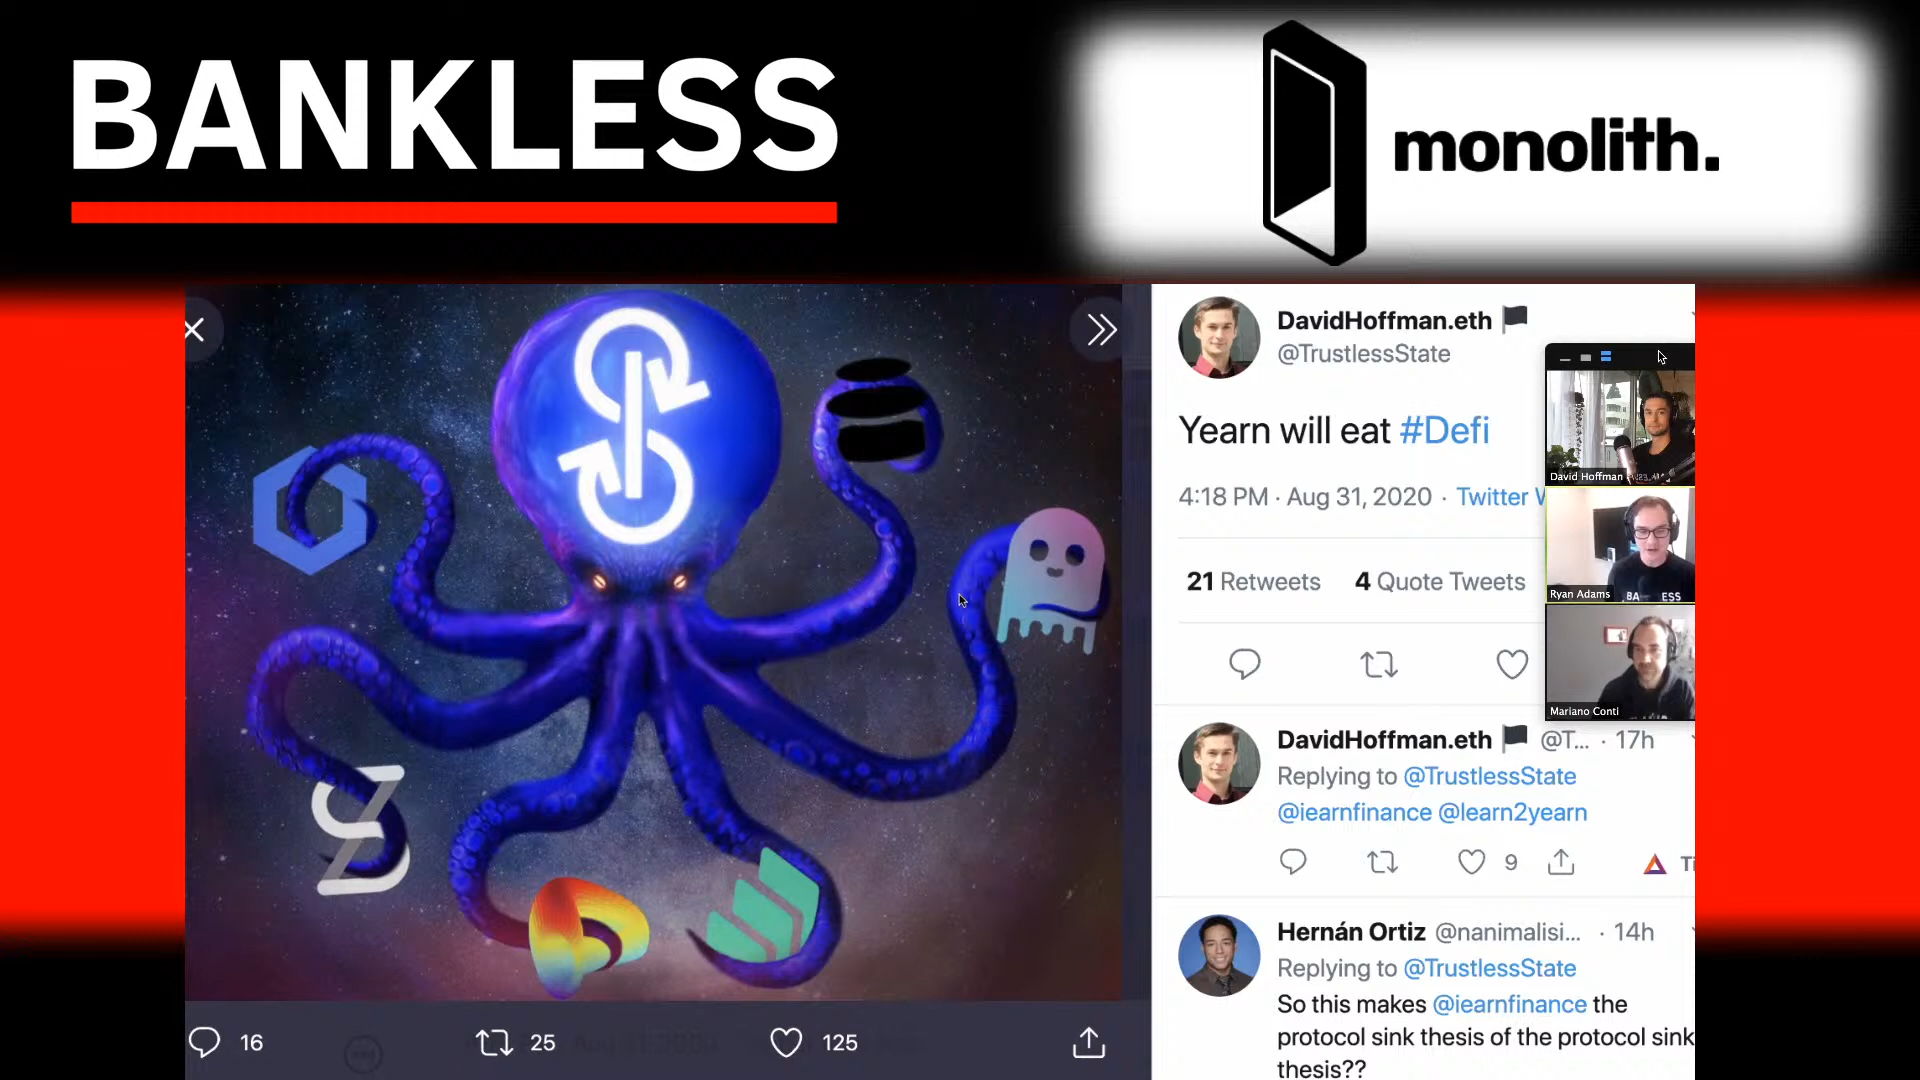 BANKLESS
monolith.
DavidHoffman.eth
@TrustlessState
Yearn will eat #Defi
4:18 PM · Aug 31, 2020 · Twitter
21 Retweets 4 Quote Tweets
David Hoffman
Ryan Adams
BA ESS
Mariano Conti
DavidHoffman.eth @T... · 17h
Replying to @TrustlessState
@iearnfinance @learn2yearn
9
Hernán Ortiz @nanimalisi... · 14h
Replying to @TrustlessState
So this makes @iearnfinance the
protocol sink thesis of the protocol sink
thesis??
16
25
125